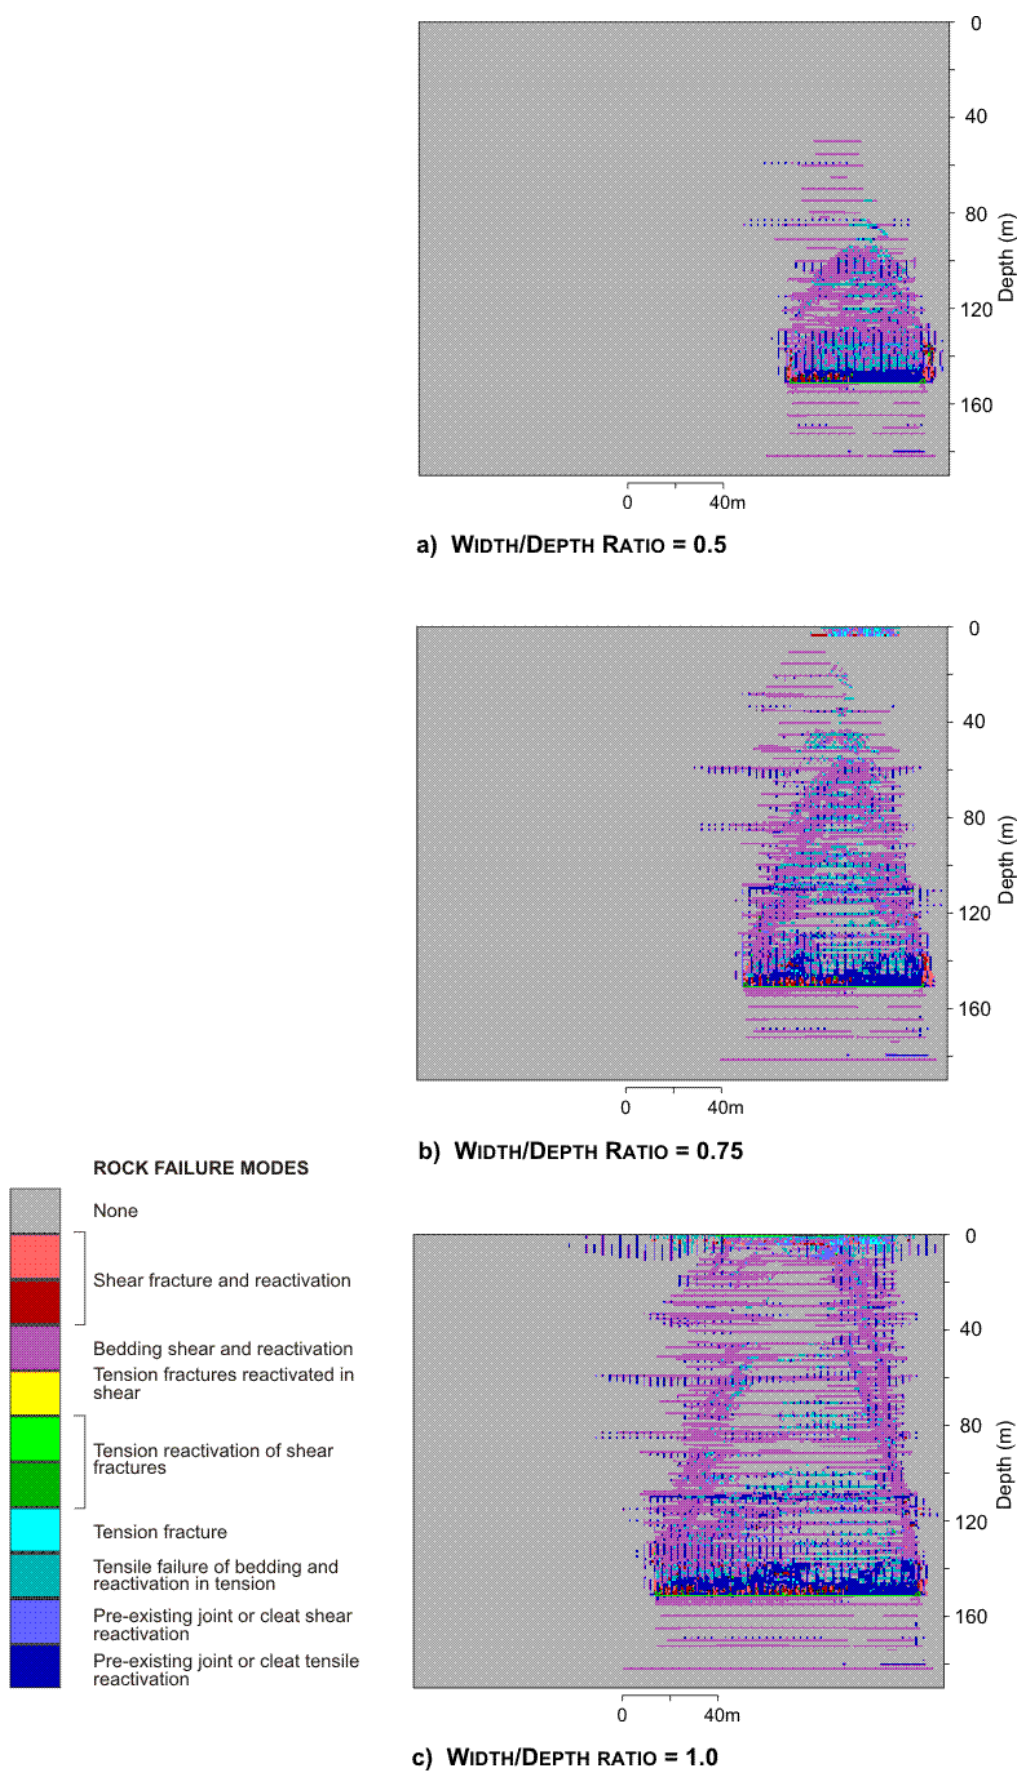 0
40
80
120
160
Depth (m)
0 40m
a) WIDTH/DEPTH RATIO = 0.5
0
40
80
120
160
Depth (m)
0 40m
b) WIDTH/DEPTH RATIO = 0.75
ROCK FAILURE MODES
None
Shear fracture and reactivation
Bedding shear and reactivation
Tension fractures reactivated in
shear
Tension reactivation of shear
fractures
Tension fracture
Tensile failure of bedding and
reactivation in tension
Pre-existing joint or cleat shear
reactivation
Pre-existing joint or cleat tensile
reactivation
0
40
80
120
160
Depth (m)
0 40m
c) WIDTH/DEPTH RATIO = 1.0